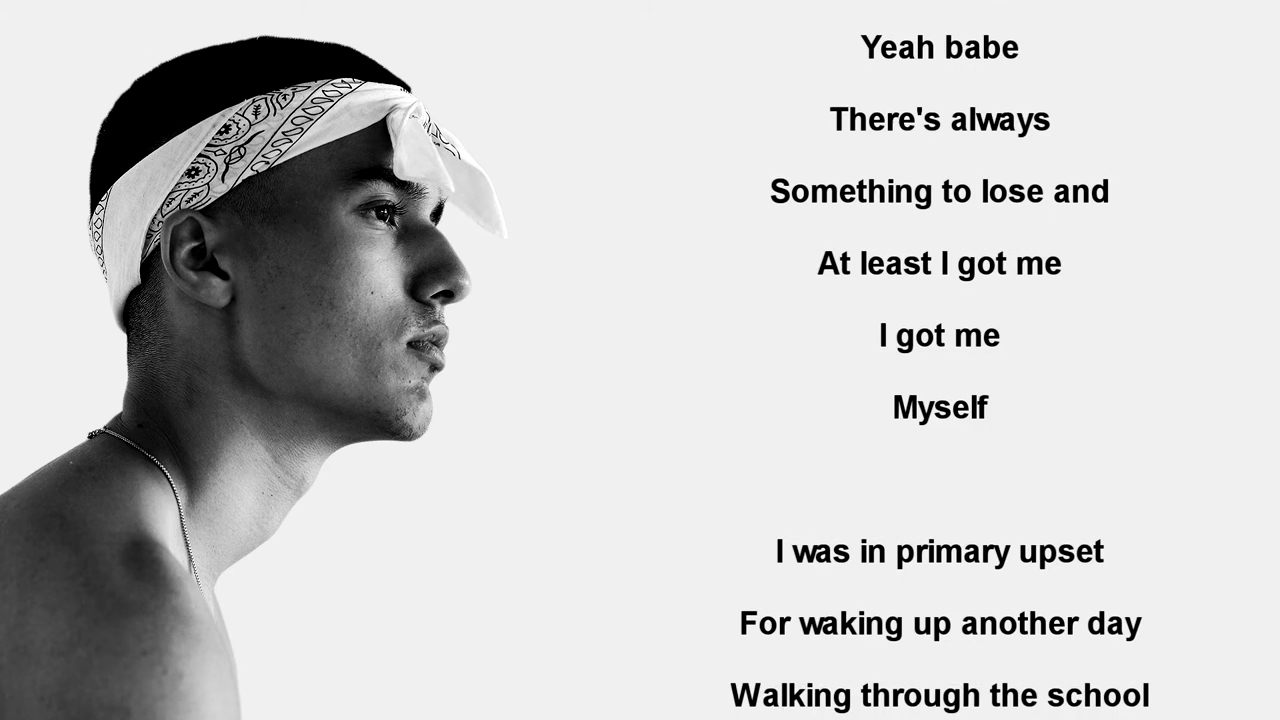 Yeah babe
There's always
Something to lose and
At least I got me
I got me
Myself
I was in primary upset
For waking up another day
Walking through the school